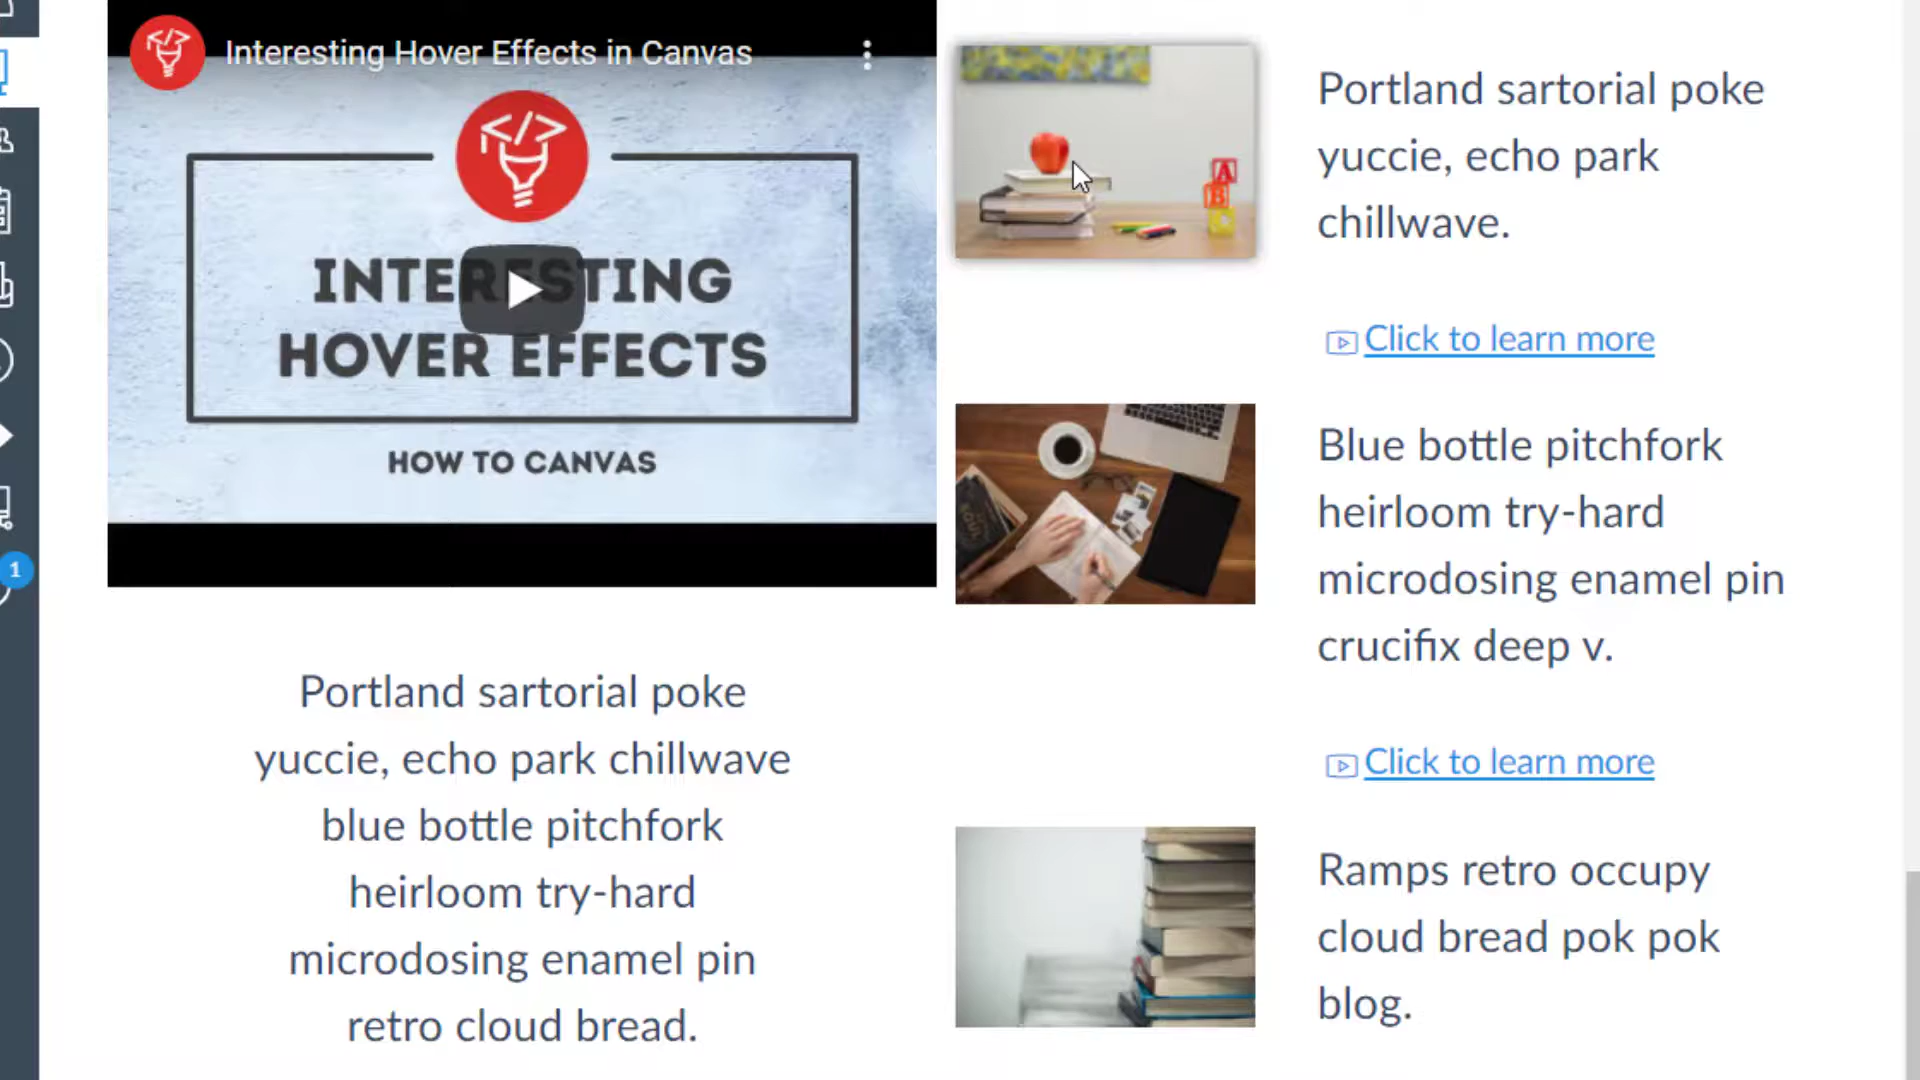 Interesting Hover Effects in Canvas
</>
INTERESTING
HOVER EFFECTS
HOW TO CANVAS
Portland sartorial poke
yuccie, echo park chillwave
blue bottle pitchfork
heirloom try-hard
microdosing enamel pin
retro cloud bread.
A
B
Portland sartorial poke
yuccie, echo park
chillwave.
Click to learn more
Blue bottle pitchfork
heirloom try-hard
microdosing enamel pin
crucifix deep v.
Click to learn more
Ramps retro occupy
cloud bread pok pok
blog.
1